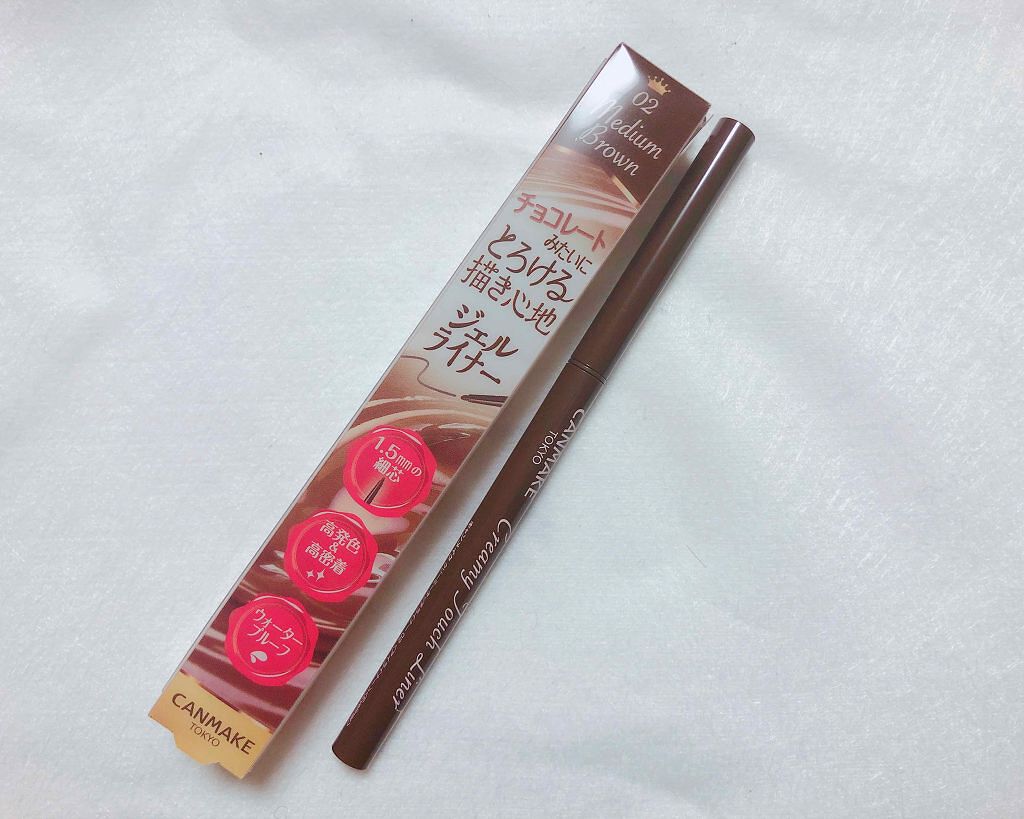 02
Medium
Brown
チョコレート
みたいに
とろける
描き心地
ジェル
ライナー
1.5mmの
細芯
高発色
&
高密着
ウォーター
プルーフ
CANMAKE
TOKYO
CANMAKE
TOKYO
Creamy Touch Liner